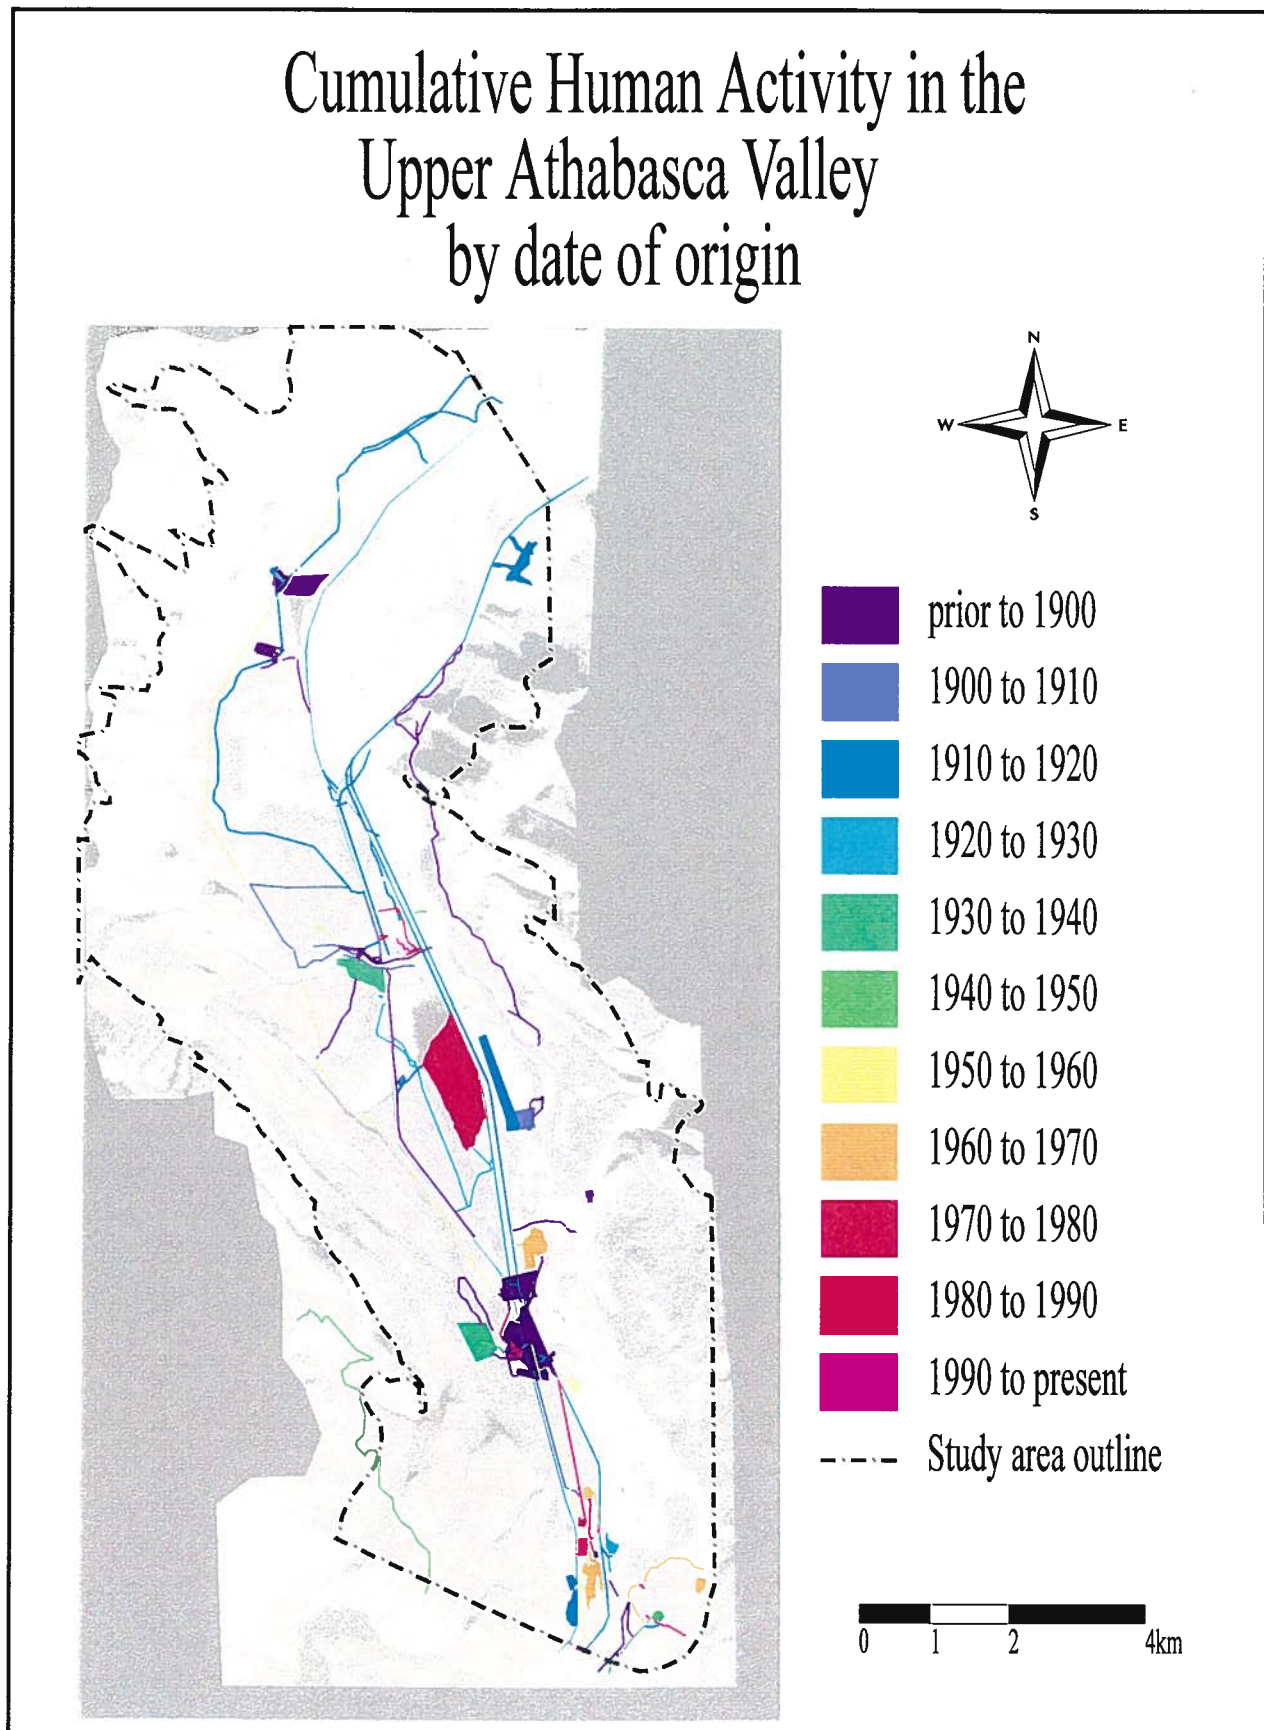 Cumulative Human Activity in the
Upper Athabasca Valley
by date of origin
N
W
E
S
prior to 1900
1900 to 1910
1910 to 1920
1920 to 1930
1930 to 1940
1940 to 1950
1950 to 1960
1960 to 1970
1970 to 1980
1980 to 1990
1990 to present
Study area outline
0 1 2 4km